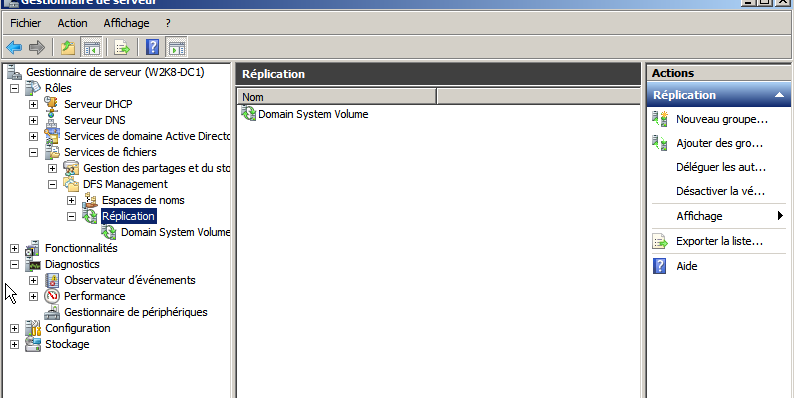 Gestionnaire de serveur
Fichier Action Affichage ?
Gestionnaire de serveur (W2K8-DC1)
Rôles
Serveur DHCP
Serveur DNS
Services de domaine Active Directo
Services de fichiers
Gestion des partages et du sto
DFS Management
Espaces de noms
Réplication
Domain System Volume
Fonctionnalités
Diagnostics
Observateur d'événements
Performance
Gestionnaire de périphériques
Configuration
Stockage
Réplication
Nom
Domain System Volume
Actions
Réplication
Nouveau groupe...
Ajouter des gro...
Déléguer les aut...
Désactiver la vé...
Affichage
Exporter la liste...
Aide